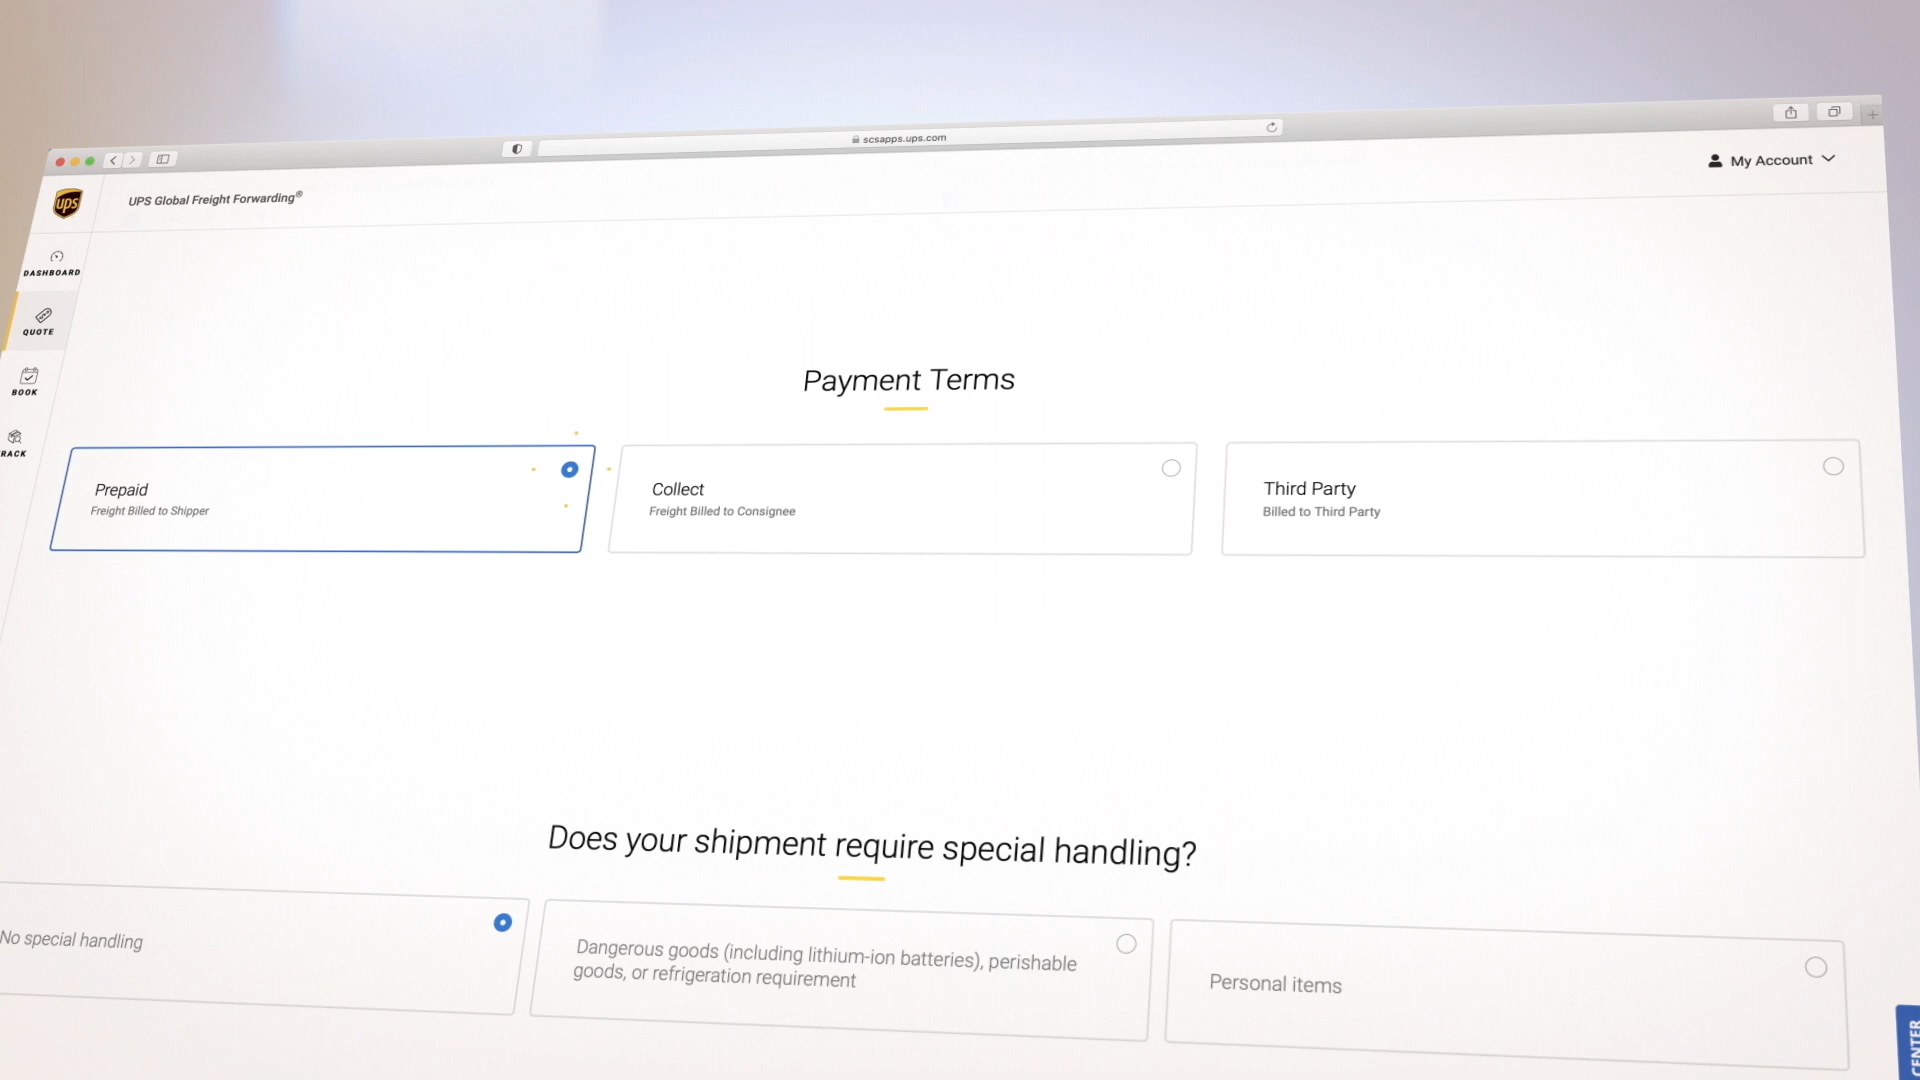 scsapps.ups.com
My Account
ups
UPS Global Freight Forwarding®
DASHBOARD
QUOTE
BOOK
RACK
Payment Terms
Prepaid
Freight Billed to Shipper
Collect
Freight Billed to Consignee
Third Party
Billed to Third Party
Does your shipment require special handling?
No special handling
Dangerous goods (including lithium-ion batteries), perishable
goods, or refrigeration requirement
Personal items
CENTER